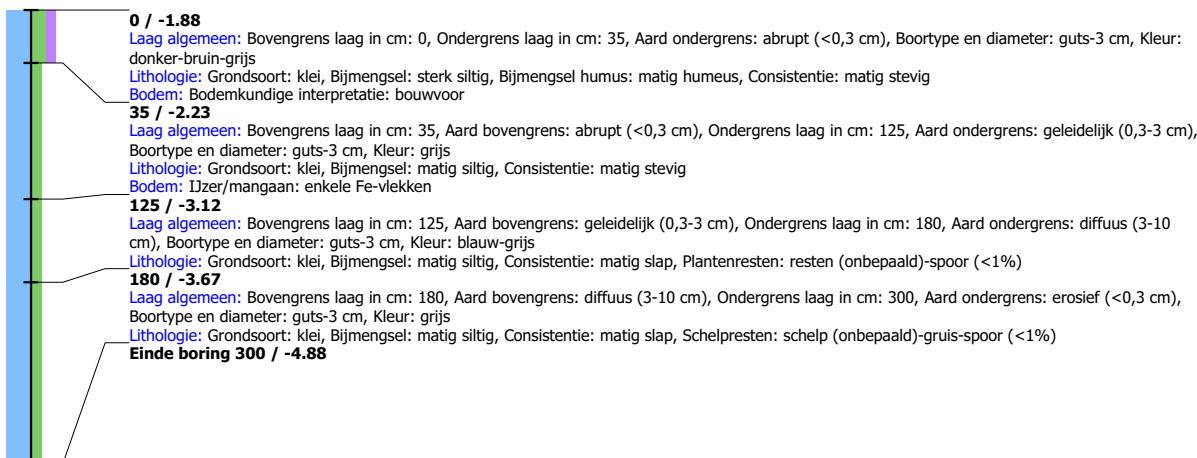 0 / -1.88
Laag algemeen: Bovengrens laag in cm: 0, Ondergrens laag in cm: 35, Aard ondergrens: abrupt (<0,3 cm), Boortype en diameter: guts-3 cm, Kleur:
donker-bruin-grijs
Lithologie: Grondsoort: klei, Bijmengsel: sterk siltig, Bijmengsel humus: matig humeus, Consistentie: matig stevig
Bodem: Bodemkundige interpretatie: bouwvoor
35 / -2.23
Laag algemeen: Bovengrens laag in cm: 35, Aard bovengrens: abrupt (<0,3 cm), Ondergrens laag in cm: 125, Aard ondergrens: geleidelijk (0,3-3 cm),
Boortype en diameter: guts-3 cm, Kleur: grijs
Lithologie: Grondsoort: klei, Bijmengsel: matig siltig, Consistentie: matig stevig
Bodem: IJzer/mangaan: enkele Fe-vlekken
125 / -3.12
Laag algemeen: Bovengrens laag in cm: 125, Aard bovengrens: geleidelijk (0,3-3 cm), Ondergrens laag in cm: 180, Aard ondergrens: diffuus (3-10
cm), Boortype en diameter: guts-3 cm, Kleur: blauw-grijs
Lithologie: Grondsoort: klei, Bijmengsel: matig siltig, Consistentie: matig slap, Plantenresten: resten (onbepaald)-spoor (<1%)
180 / -3.67
Laag algemeen: Bovengrens laag in cm: 180, Aard bovengrens: diffuus (3-10 cm), Ondergrens laag in cm: 300, Aard ondergrens: erosief (<0,3 cm),
Boortype en diameter: guts-3 cm, Kleur: grijs
Lithologie: Grondsoort: klei, Bijmengsel: matig siltig, Consistentie: matig slap, Schelpresten: schelp (onbepaald)-gruis-spoor (<1%)
Einde boring 300 / -4.88